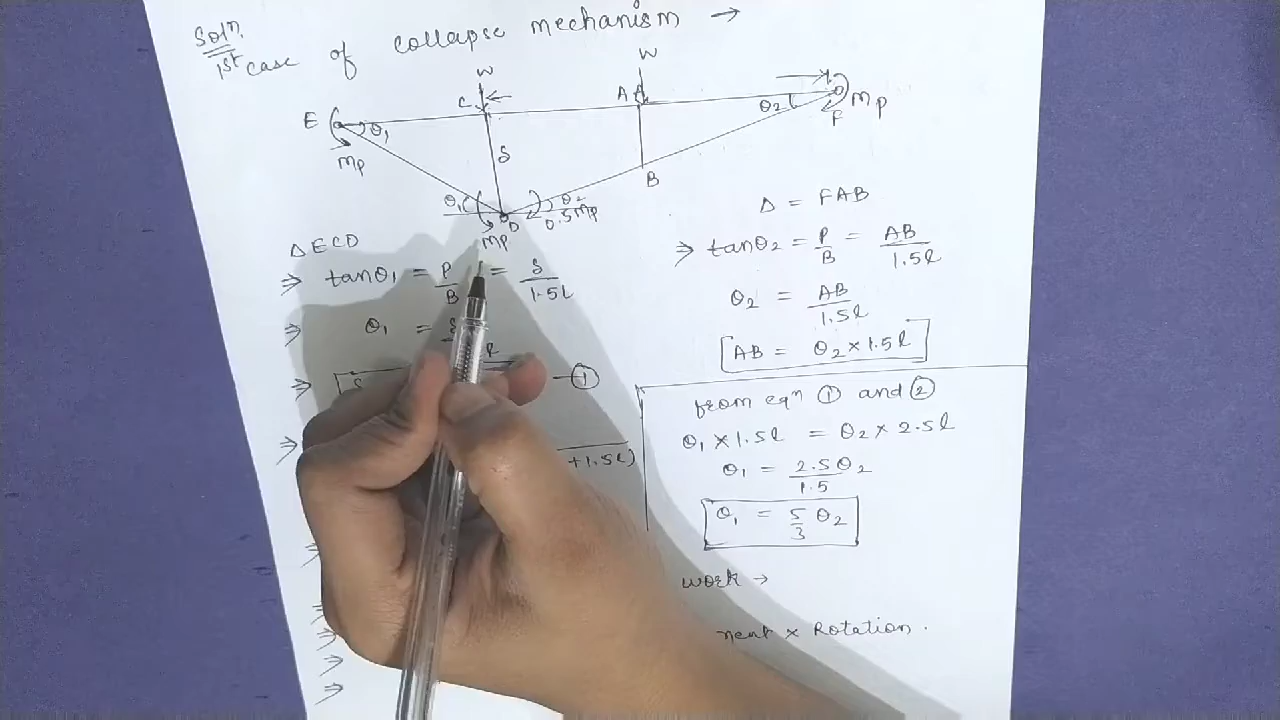 Solⁿ.
1st case of collapse mechanism →
W
W
C
A
θ2
Mp
F
E
θ1
Mp
δ
B
θ1
θ2
D
0.5Mp
Mp
Δ ECD
⇒ tanθ1 = P/B = δ/1.5l
⇒ θ1 =
⇒ — ①
⇒ +1.5l)
Δ = FAB
⇒ tanθ2 = P/B = AB/1.5l
θ2 = AB/1.5l
AB = θ2 × 1.5l
from eqⁿ ① and ②
θ1 × 1.5l = θ2 × 2.5l
θ1 = 2.5θ2/1.5
θ1 = 5/3 θ2
work →
ment × Rotation.